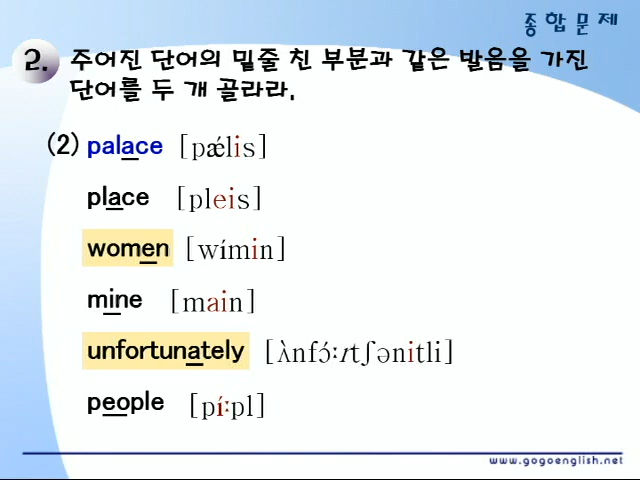 종합문제
2. 주어진 단어의 밑줄 친 부분과 같은 발음을 가진
단어를 두 개 골라라.
(2) palace [pǽlis]
place [pleis]
women [wímin]
mine [main]
unfortunately [ʌ̀nfɔ́ːrtʃənitli]
people [píːpl]
www.gogoenglish.net